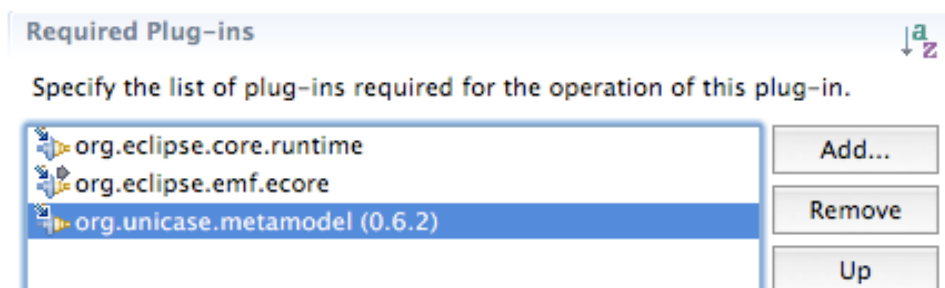 Required Plug-ins
a
z
Specify the list of plug-ins required for the operation of this plug-in.
org.eclipse.core.runtime
Add...
org.eclipse.emf.ecore
org.unicase.metamodel (0.6.2)
Remove
Up